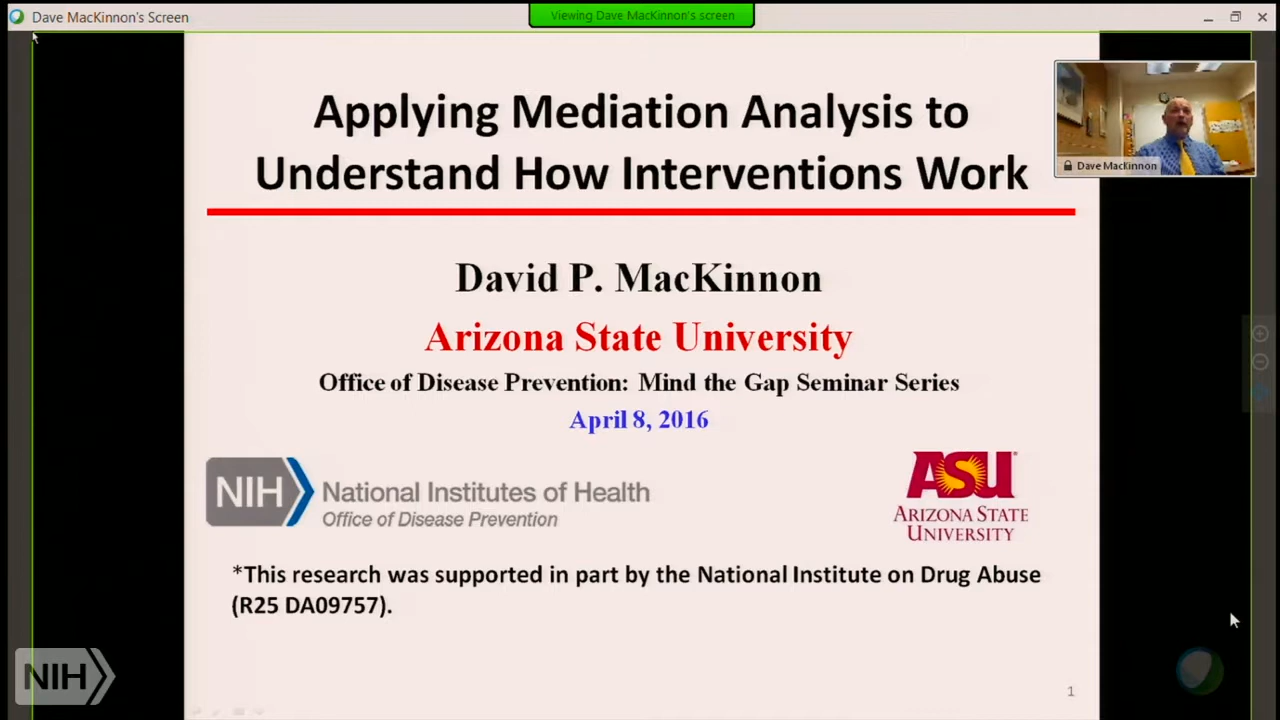 Dave MacKinnon's Screen
Viewing Dave MacKinnon's screen
Applying Mediation Analysis to
Understand How Interventions Work
Dave MacKinnon
David P. MacKinnon
Arizona State University
Office of Disease Prevention: Mind the Gap Seminar Series
April 8, 2016
NIH National Institutes of Health
Office of Disease Prevention
ASU
ARIZONA STATE
UNIVERSITY
*This research was supported in part by the National Institute on Drug Abuse
(R25 DA09757).
NIH
1